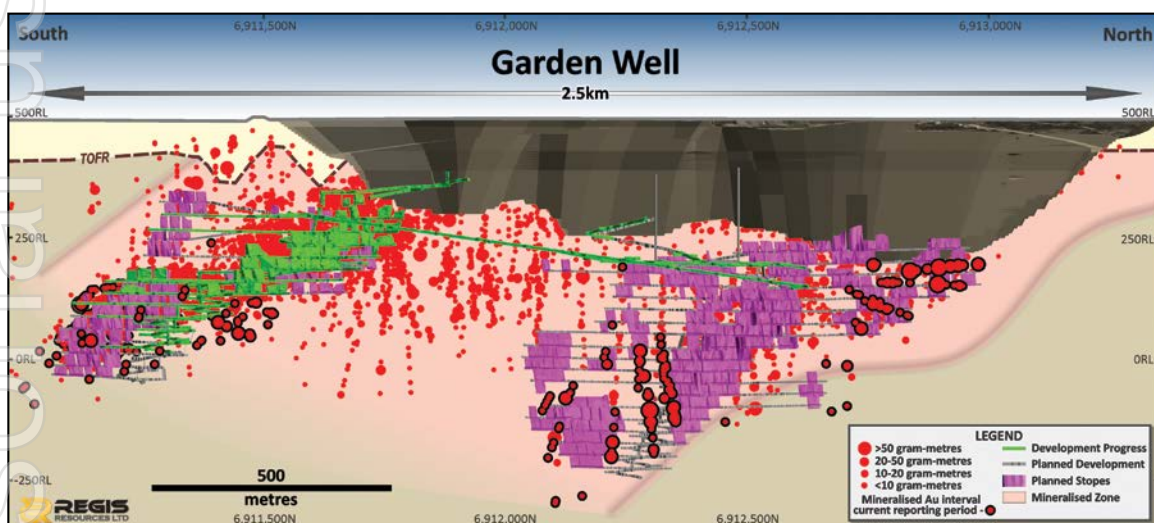 South
6,911,500N
6,912,000N
6,912,500N
6,913,000N
North
Garden Well
2.5km
500RL
500RL
TOFR
250RL
250RL
0RL
0RL
-250RL
500
metres
REGIS
RESOURCES LTD
6,911,500N
6,912,000N
6,912,500N
LEGEND
>50 gram-metres
20-50 gram-metres
10-20 gram-metres
<10 gram-metres
Mineralised Au interval
current reporting period -
Development Progress
Planned Development
Planned Stopes
Mineralised Zone